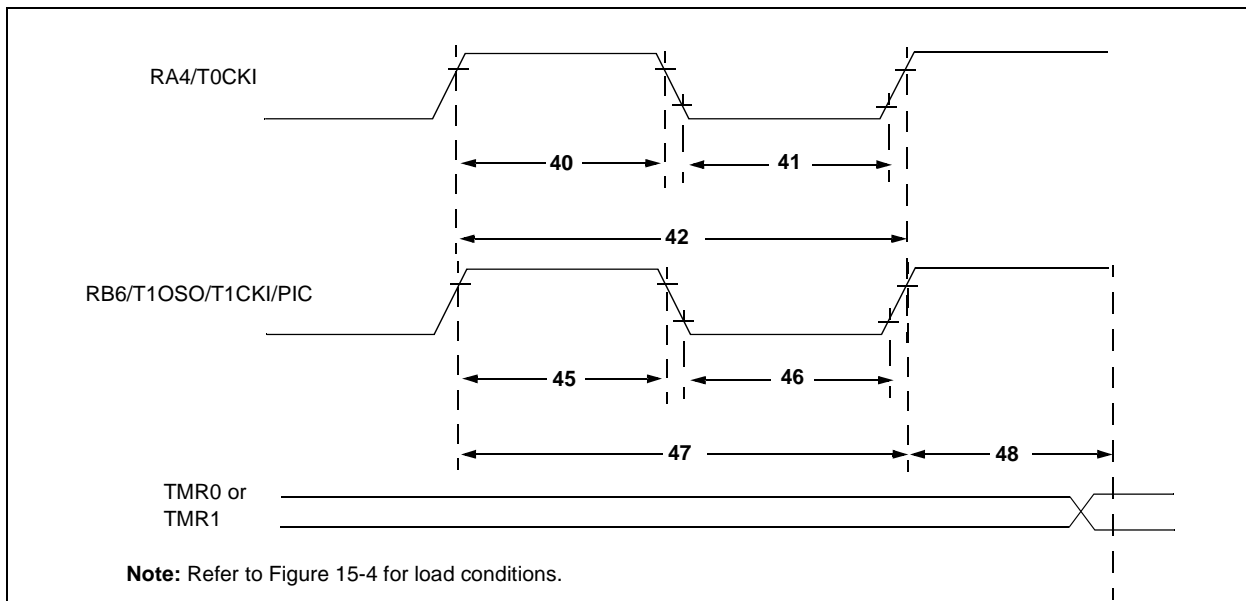 RA4/T0CKI
40
41
42
RB6/T1OSO/T1CKI/PIC
45
46
47
48
TMR0 or
TMR1
Note: Refer to Figure 15-4 for load conditions.